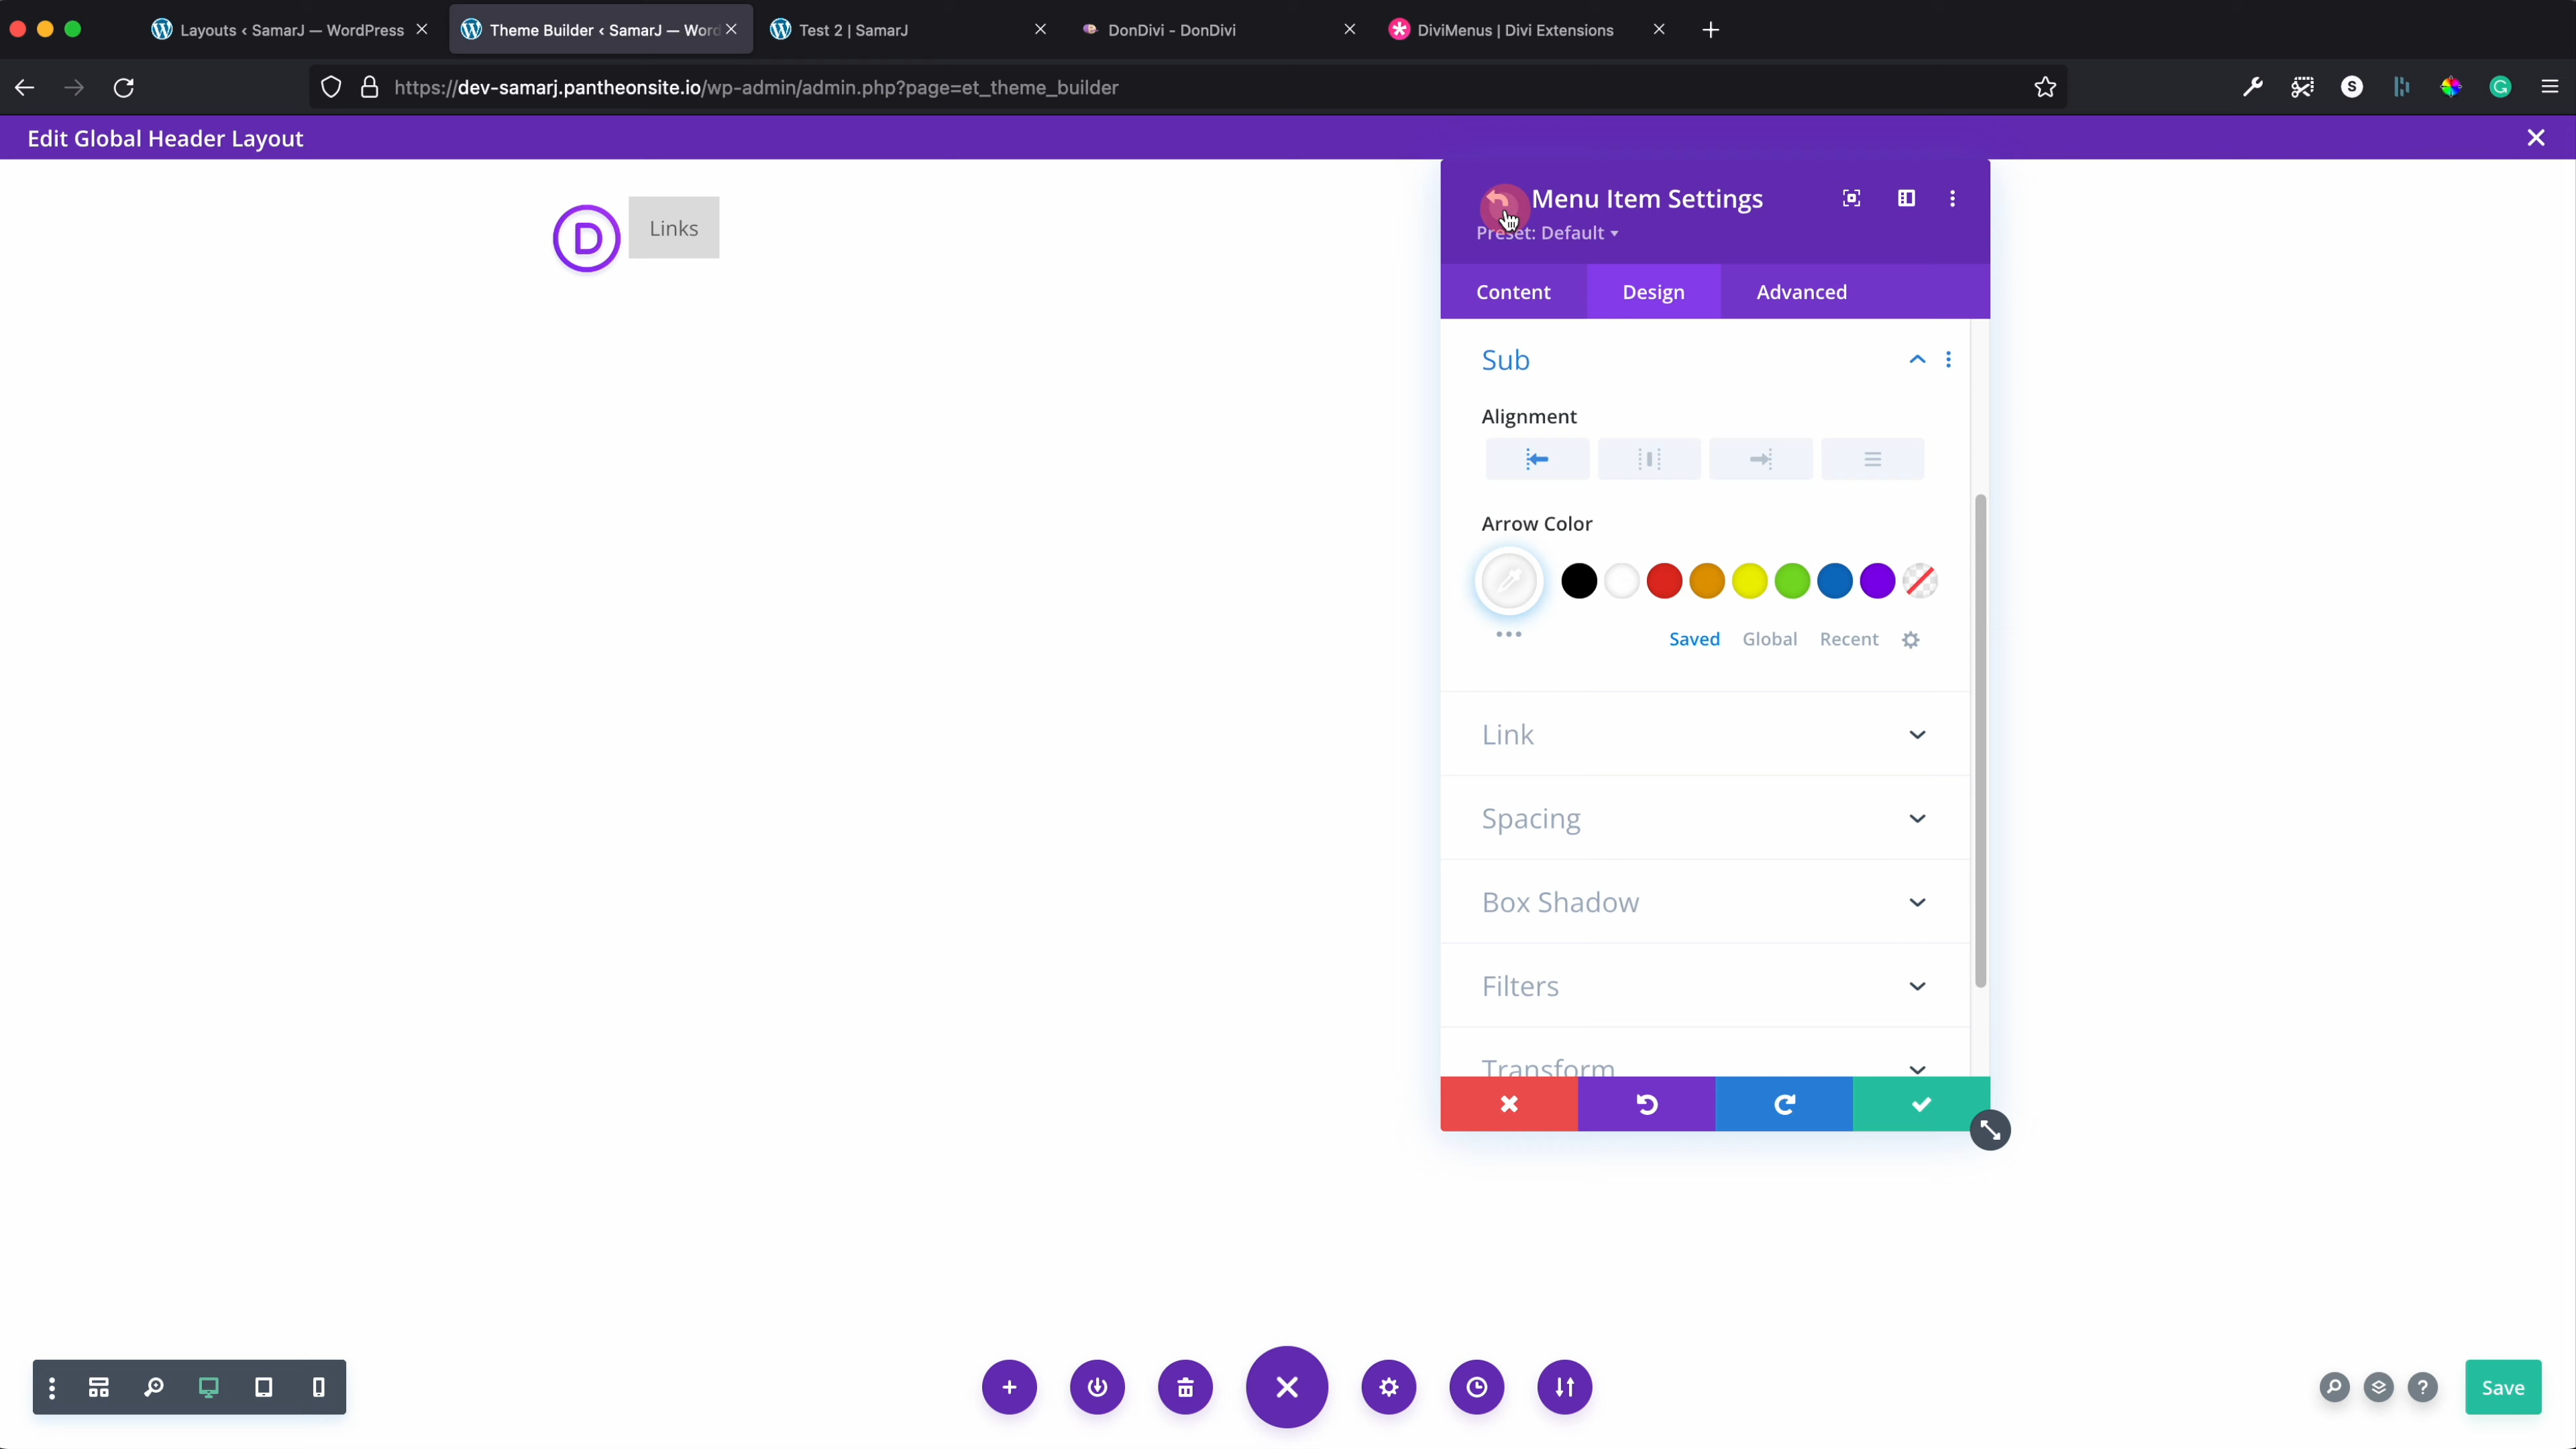 Layouts ‹ SamarJ — WordPress
Theme Builder ‹ SamarJ — Word
Test 2 | SamarJ
DonDivi - DonDivi
DiviMenus | Divi Extensions
https://dev-samarj.pantheonsite.io/wp-admin/admin.php?page=et_theme_builder
S
G
Edit Global Header Layout
D
Links
Menu Item Settings
Preset: Default
Content
Design
Advanced
Sub
Alignment
Arrow Color
Saved
Global
Recent
Link
Spacing
Box Shadow
Filters
Transform
?
Save